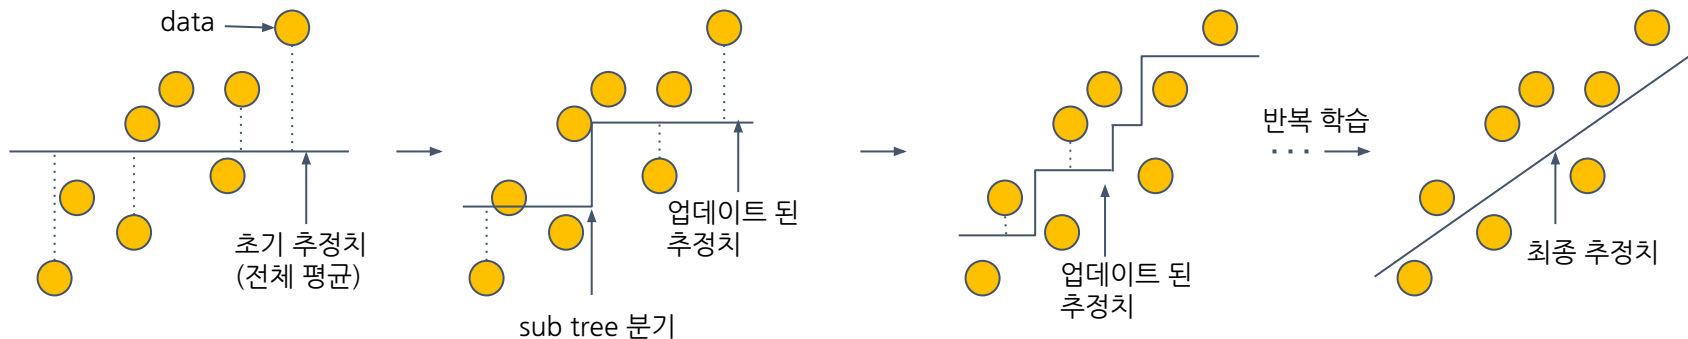 data
초기 추정치
(전체 평균)
업데이트 된
추정치
sub tree 분기
업데이트 된
추정치
반복 학습
최종 추정치